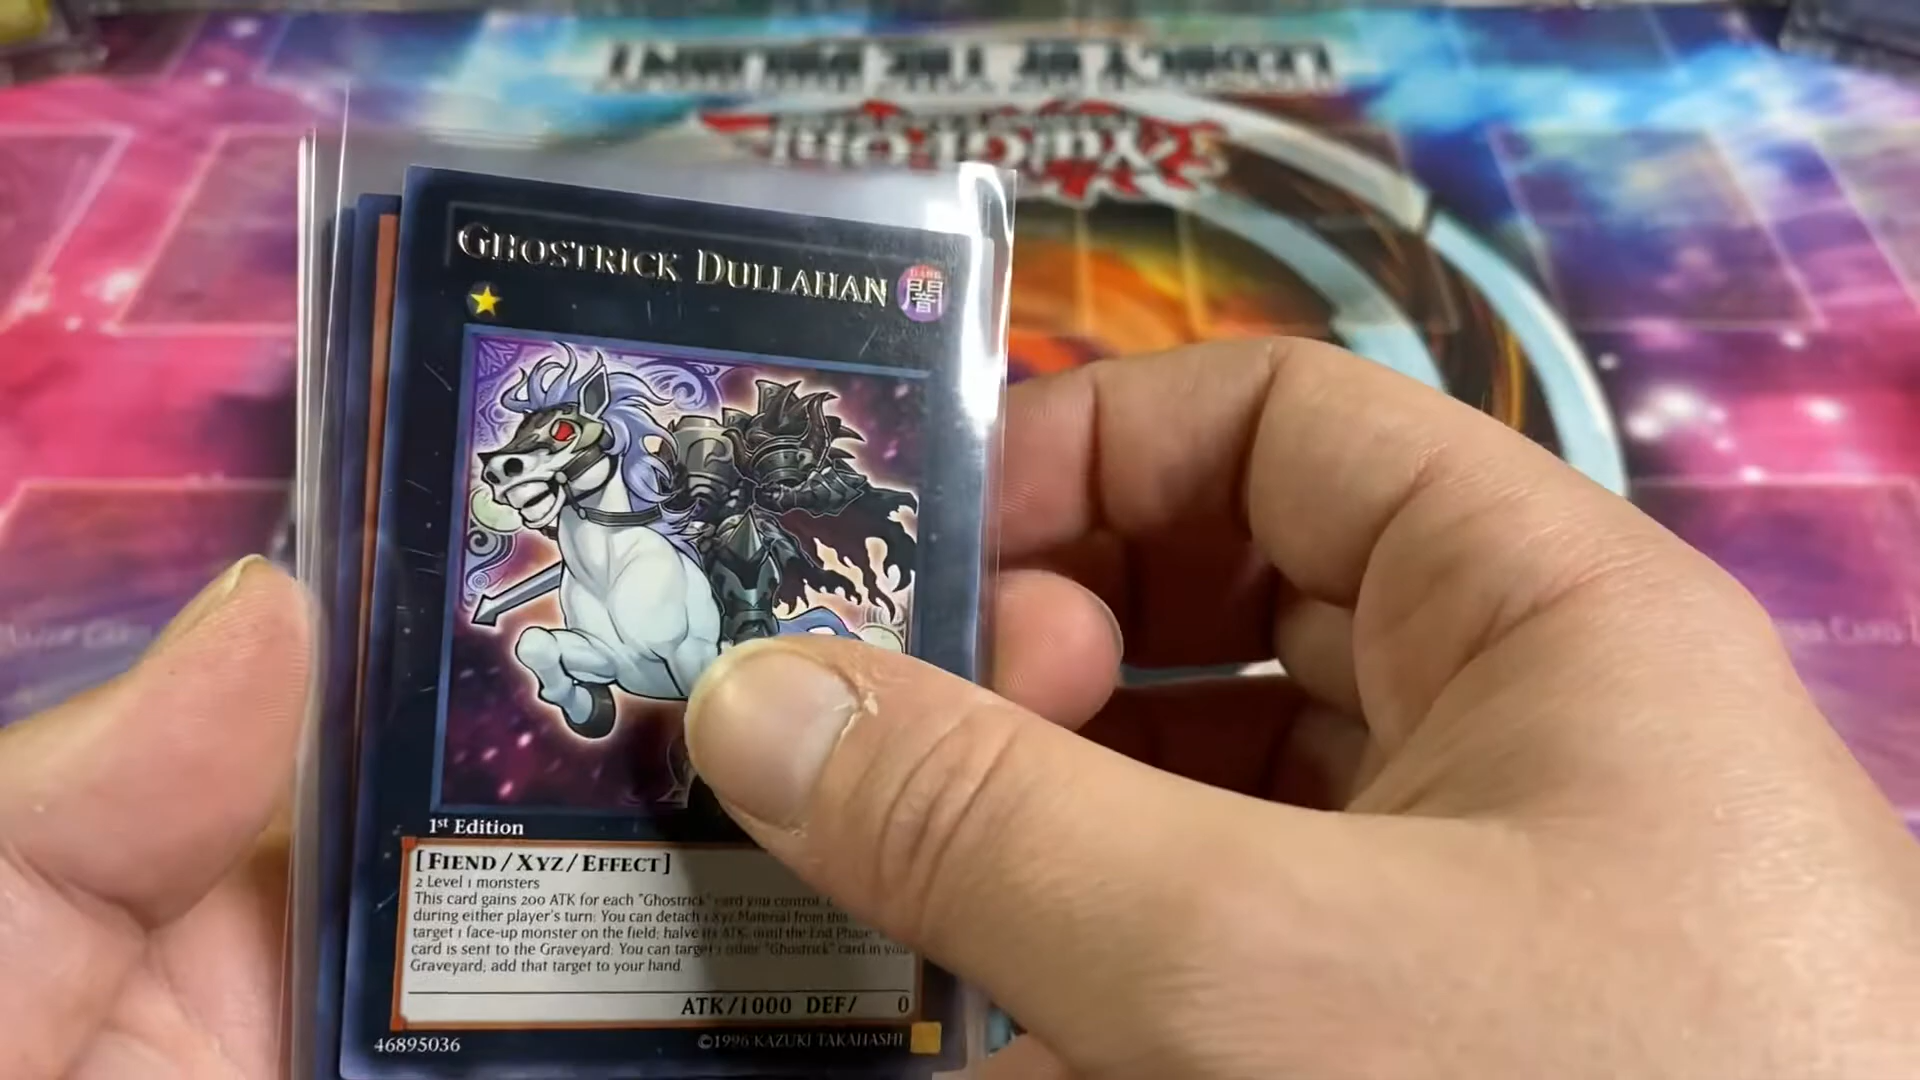 GHOSTRICK DULLAHAN
DARK
闇
1st Edition
[FIEND/XYZ/EFFECT]
2 Level 1 monsters
This card gains 200 ATK for each "Ghostrick" card you control.
during either player's turn: You can detach 1 Xyz Material from this
target 1 face-up monster on the field; halve its ATK, until the End Phase.
card is sent to the Graveyard: You can target 1 other "Ghostrick" card in your
Graveyard; add that target to your hand.
ATK/1000 DEF/ 0
46895036
©1996 KAZUKI TAKAHASHI